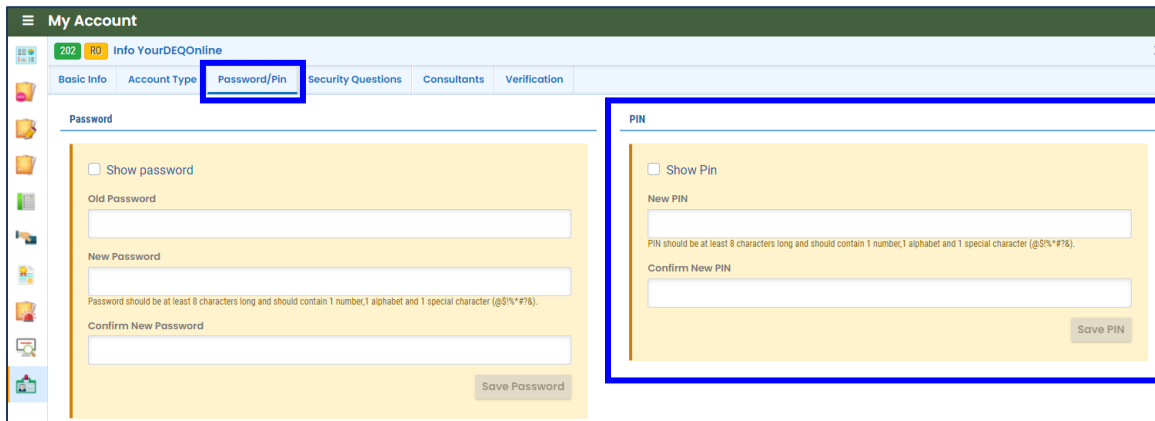 My Account
202 RO Info YourDEQOnline
Basic Info Account Type Password/Pin Security Questions Consultants Verification
Password
Show password
Old Password
New Password
Password should be at least 8 characters long and should contain 1 number,1 alphabet and 1 special character (@$!%*#?&).
Confirm New Password
Save Password
PIN
Show Pin
New PIN
PIN should be at least 8 characters long and should contain 1 number,1 alphabet and 1 special character (@$!%*#?&).
Confirm New PIN
Save PIN